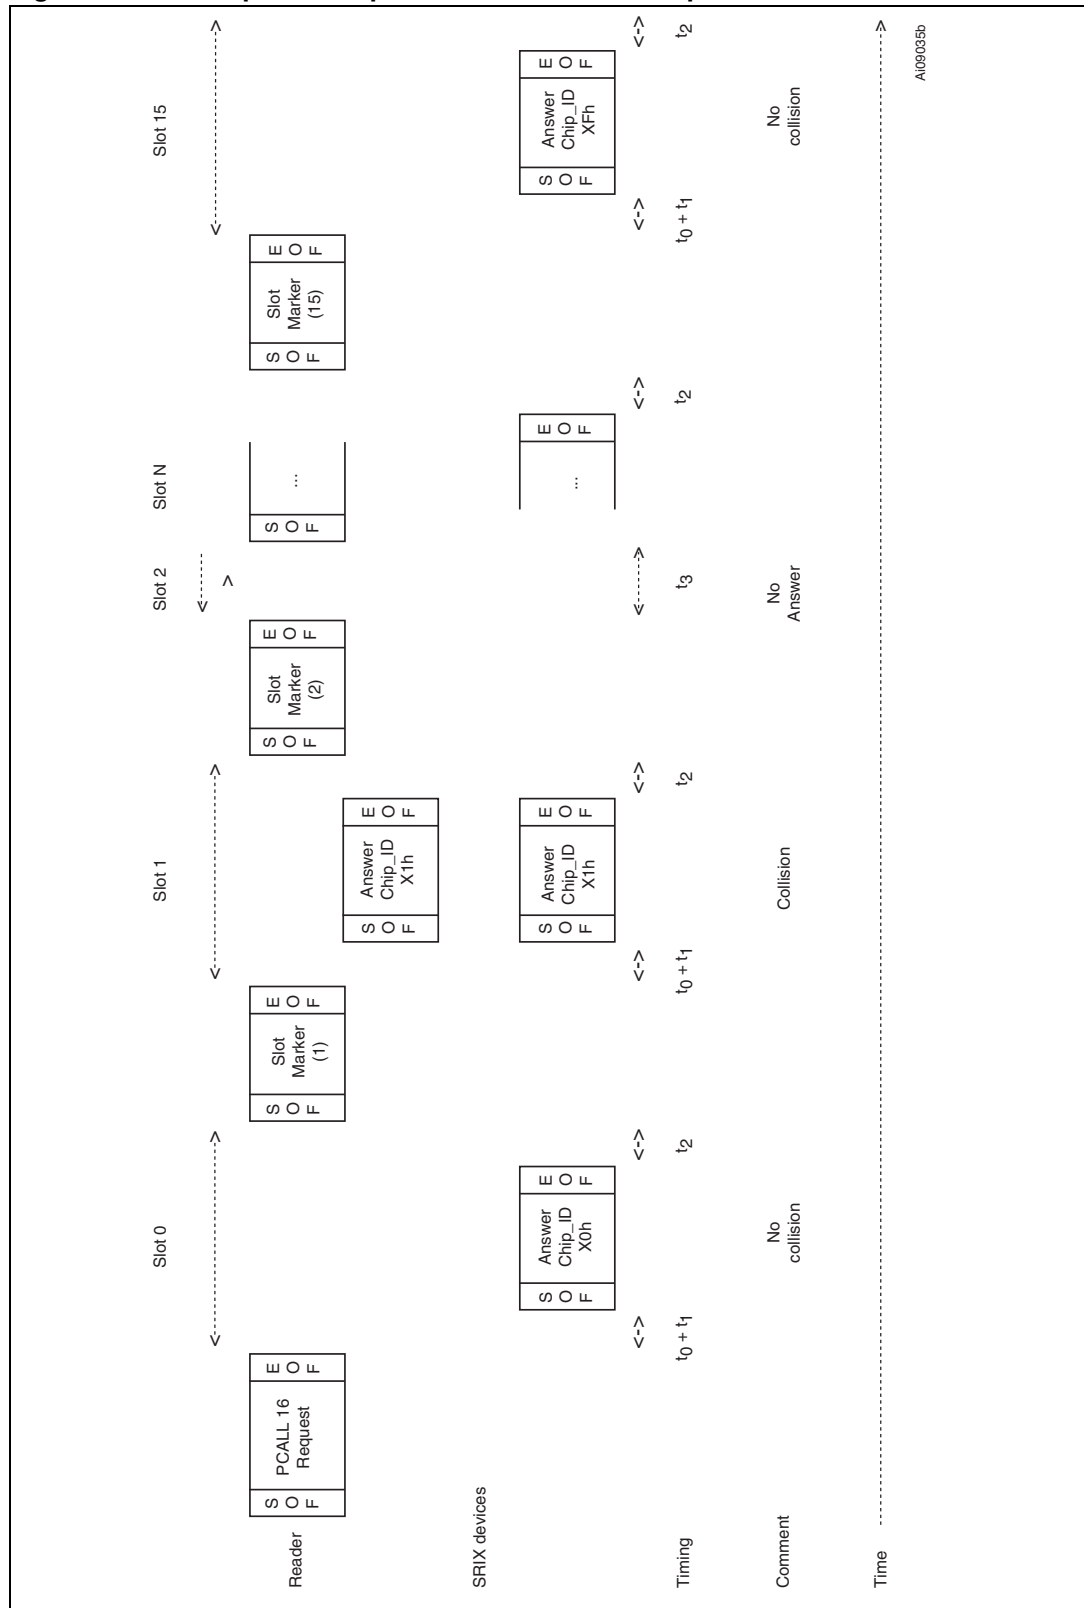 Slot 0
Slot 1
Slot 2
Slot N
Slot 15
Reader
S O F
PCALL 16
Request
E O F
S O F
Slot
Marker
(1)
E O F
S O F
Slot
Marker
(2)
E O F
>
S O F
...
S O F
Slot
Marker
(15)
E O F
SRIX devices
S O F
Answer
Chip_ID
X1h
E O F
S O F
Answer
Chip_ID
X0h
E O F
S O F
Answer
Chip_ID
X1h
E O F
...
E O F
S O F
Answer
Chip_ID
XFh
E O F
<-> <-> <-> <-> <-> <-> <->
Timing
t0 + t1
t2
t0 + t1
t2
t3
t2
t0 + t1
t2
Comment
No
collision
Collision
No
Answer
No
collision
Time
Ai09035b